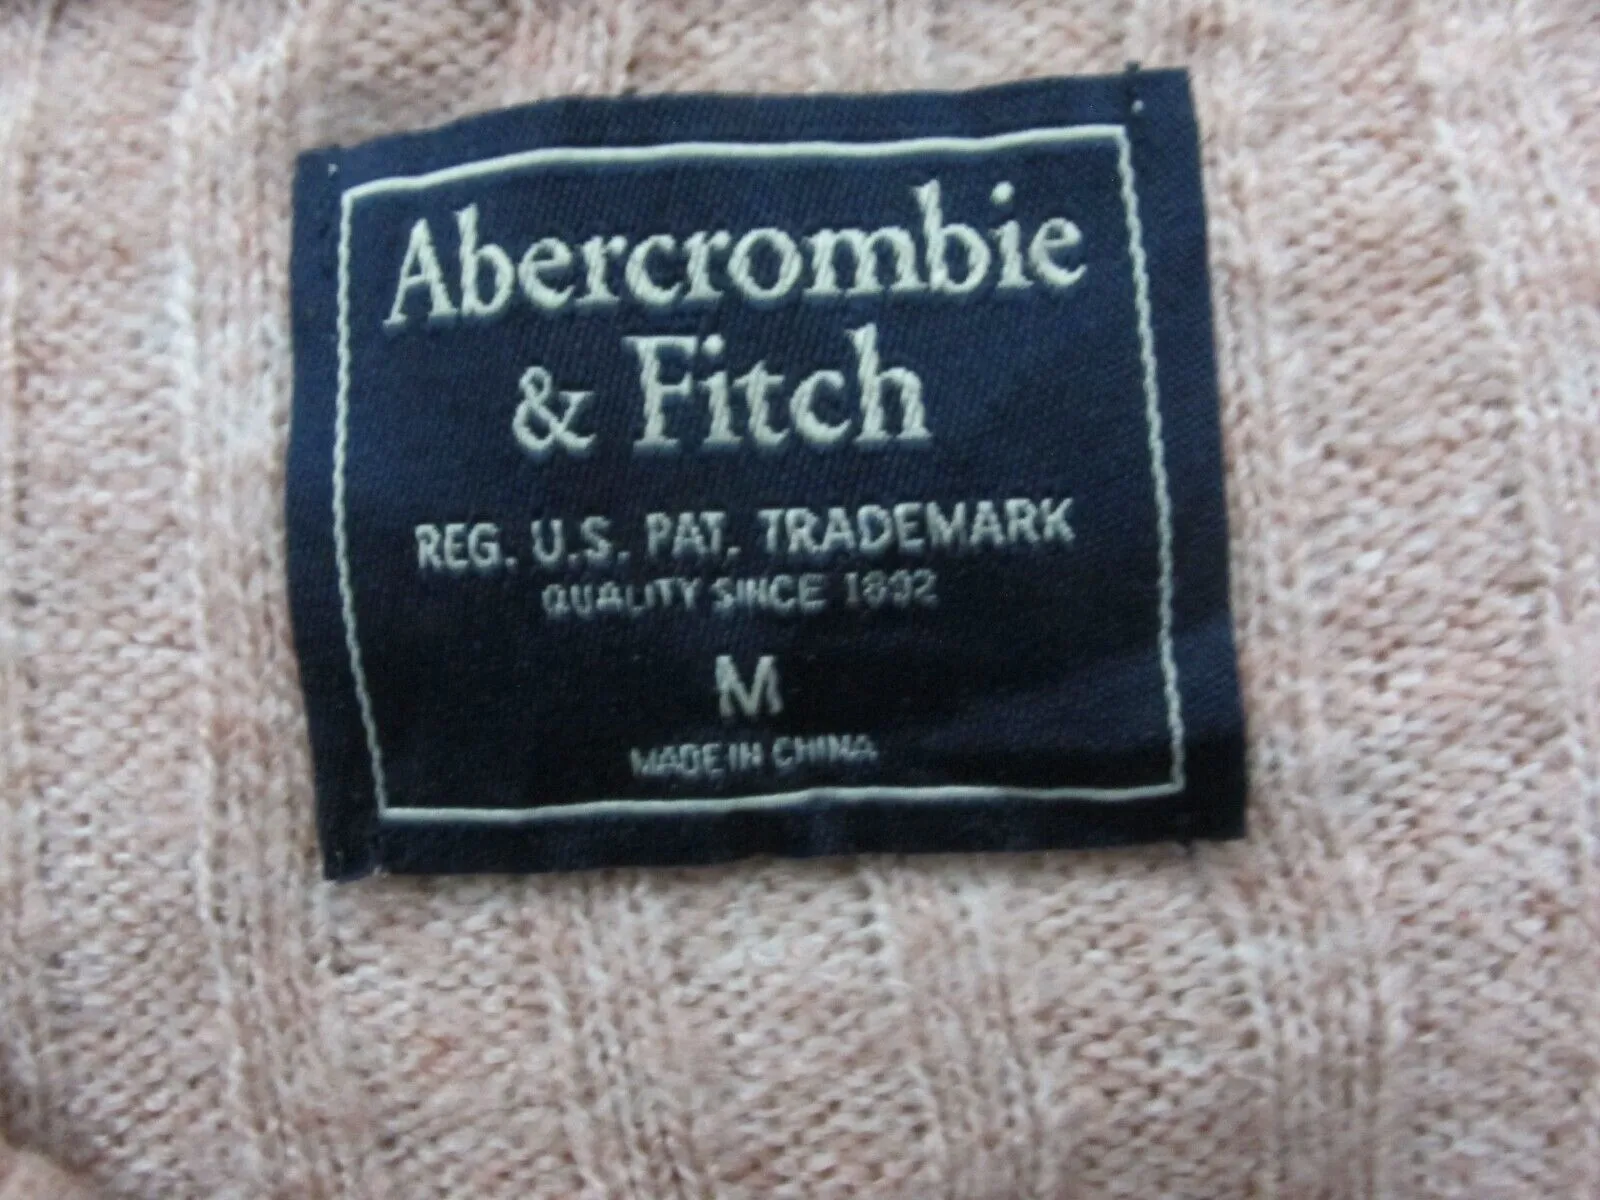 Abercrombie
& Fitch
REG. U.S. PAT. TRADEMARK
QUALITY SINCE 1892
M
MADE IN CHINA